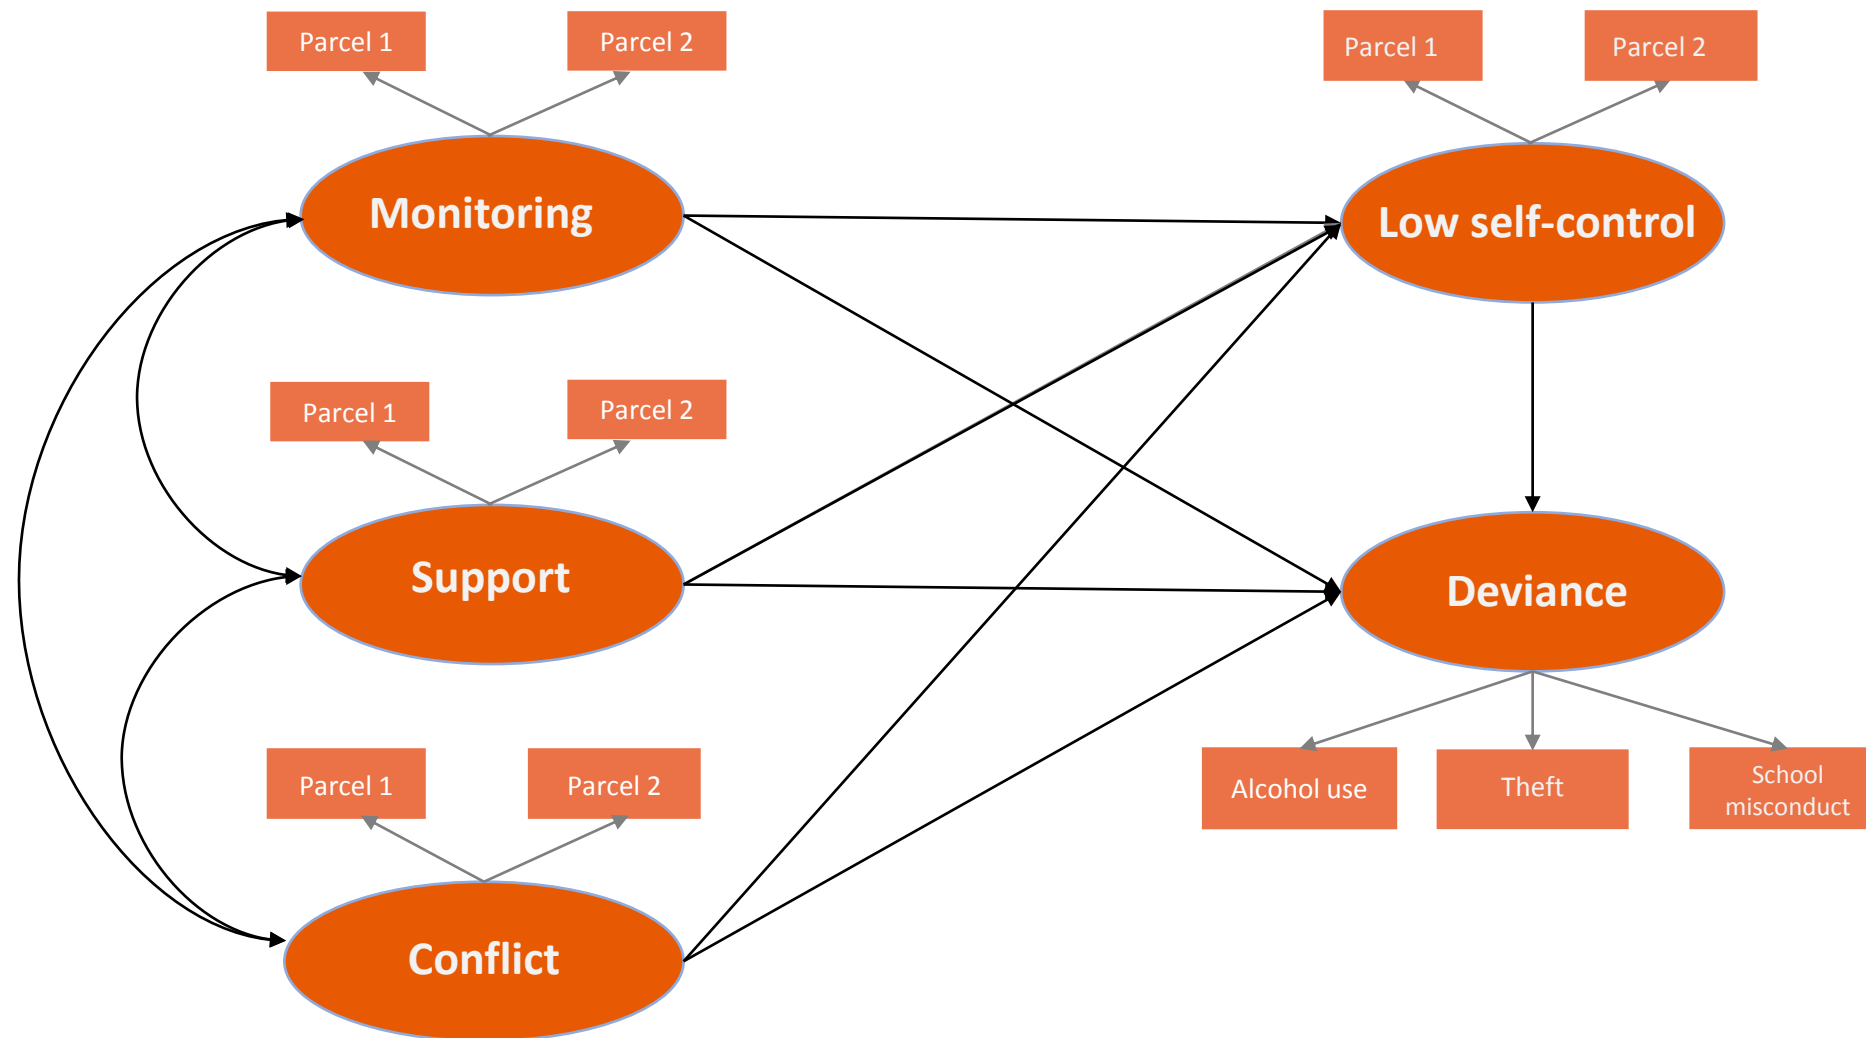 Parcel 1
Parcel 2
Parcel 1
Parcel 2
Monitoring
Low self-control
Parcel 1
Parcel 2
Support
Deviance
Parcel 1
Parcel 2
Alcohol use
Theft
School
misconduct
Conflict